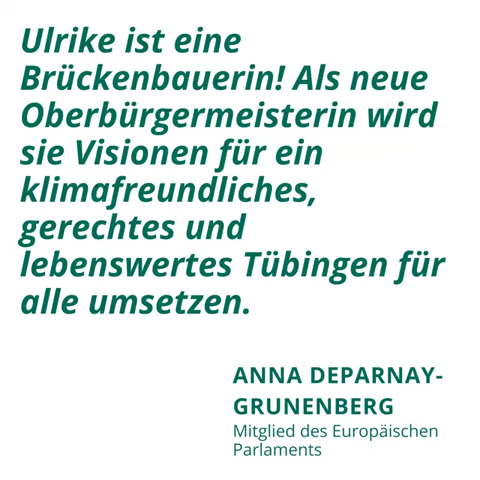 Ulrike ist eine
Brückenbauerin! Als neue
Oberbürgermeisterin wird
sie Visionen für ein
klimafreundliches,
gerechtes und
lebenswertes Tübingen für
alle umsetzen.
ANNA DEPARNAY-
GRUNENBERG
Mitglied des Europäischen
Parlaments